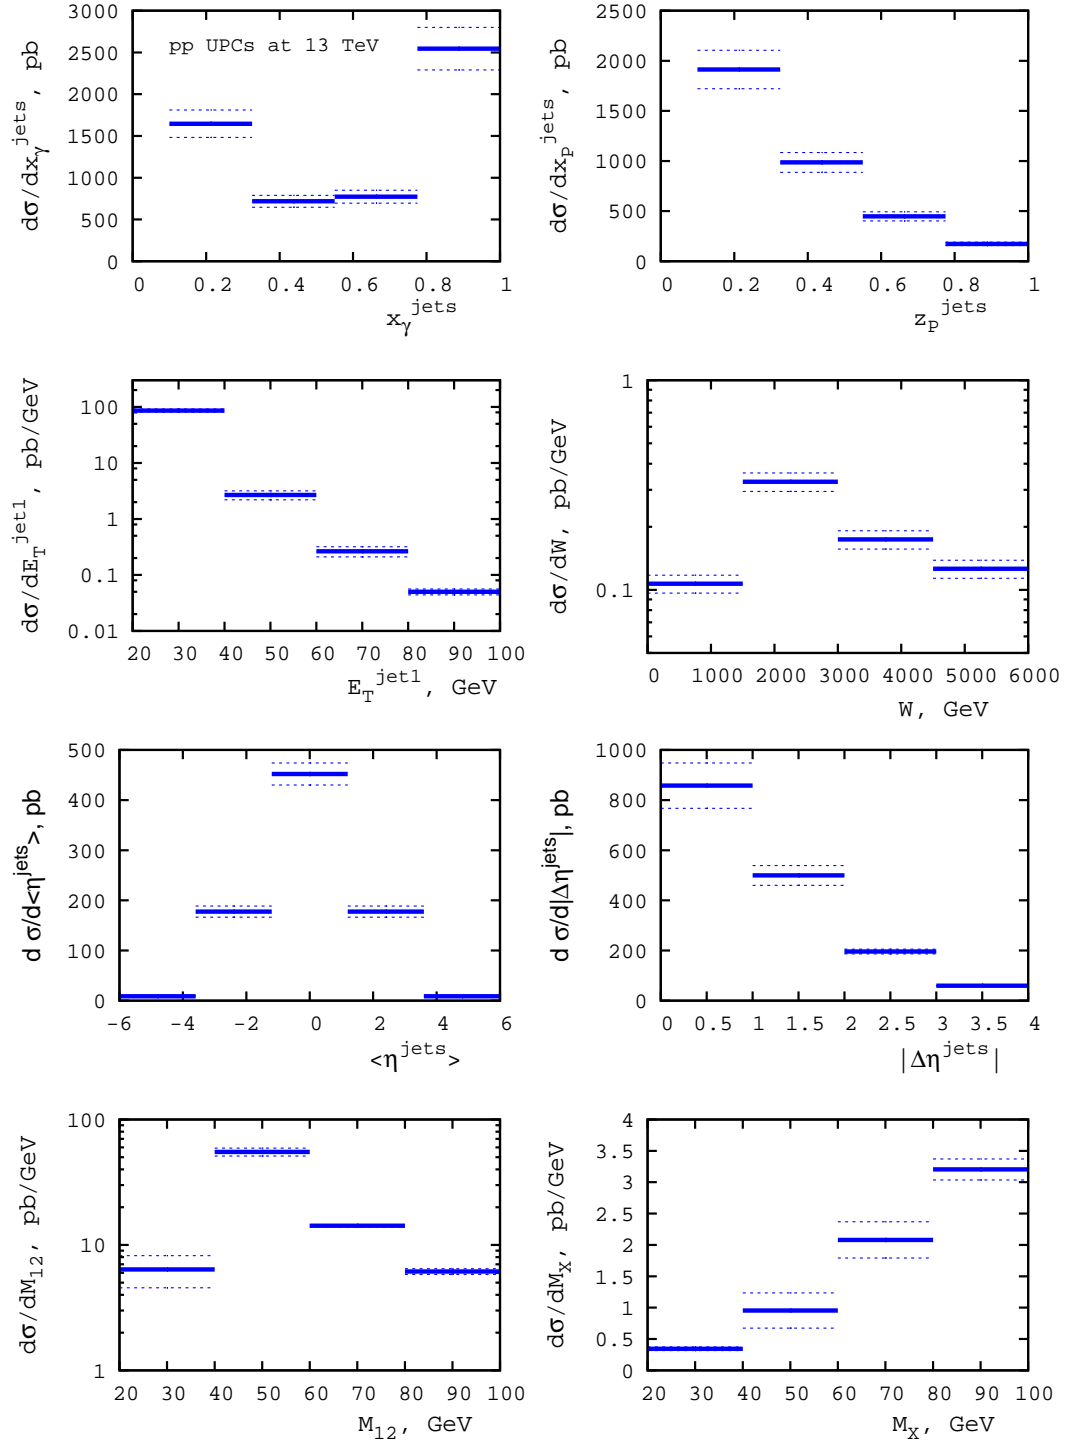 dσ/dx_γ^jets , pb
3000
2500
2000
1500
1000
500
0
pp UPCs at 13 TeV
0 0.2 0.4 0.6 0.8 1
x_γ^jets
dσ/dx_P^jets , pb
2500
2000
1500
1000
500
0
0 0.2 0.4 0.6 0.8 1
z_P^jets
dσ/dE_T^jet1 , pb/GeV
100
10
1
0.1
0.01
20 30 40 50 60 70 80 90 100
E_T^jet1, GeV
dσ/dW, pb/GeV
1
0.1
0 1000 2000 3000 4000 5000 6000
W, GeV
d σ/d<η^jets>, pb
500
400
300
200
100
0
-6 -4 -2 0 2 4 6
<η^jets>
d σ/d|Δη^jets|, pb
1000
800
600
400
200
0
0 0.5 1 1.5 2 2.5 3 3.5 4
|Δη^jets|
dσ/dM_12, pb/GeV
100
10
1
20 30 40 50 60 70 80 90 100
M_12, GeV
dσ/dM_X, pb/GeV
4
3.5
3
2.5
2
1.5
1
0.5
0
20 30 40 50 60 70 80 90 100
M_X, GeV